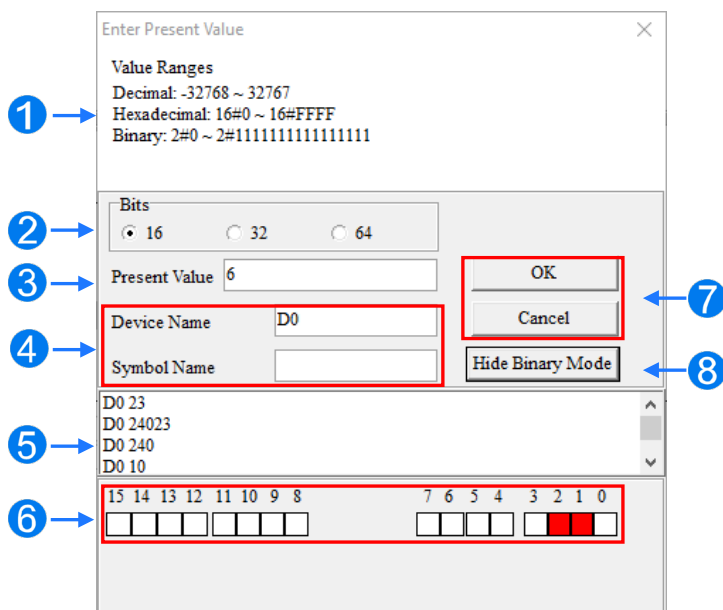 Enter Present Value
Value Ranges
Decimal: -32768 ~ 32767
1
Hexadecimal: 16#0 ~ 16#FFFF
Binary: 2#0 ~ 2#1111111111111111
Bits
2
16 32 64
3
Present Value 6
OK
7
Device Name D0
Cancel
4
Symbol Name
Hide Binary Mode
8
D0 23
D0 24023
5
D0 240
D0 10
15 14 13 12 11 10 9 8 7 6 5 4 3 2 1 0
6